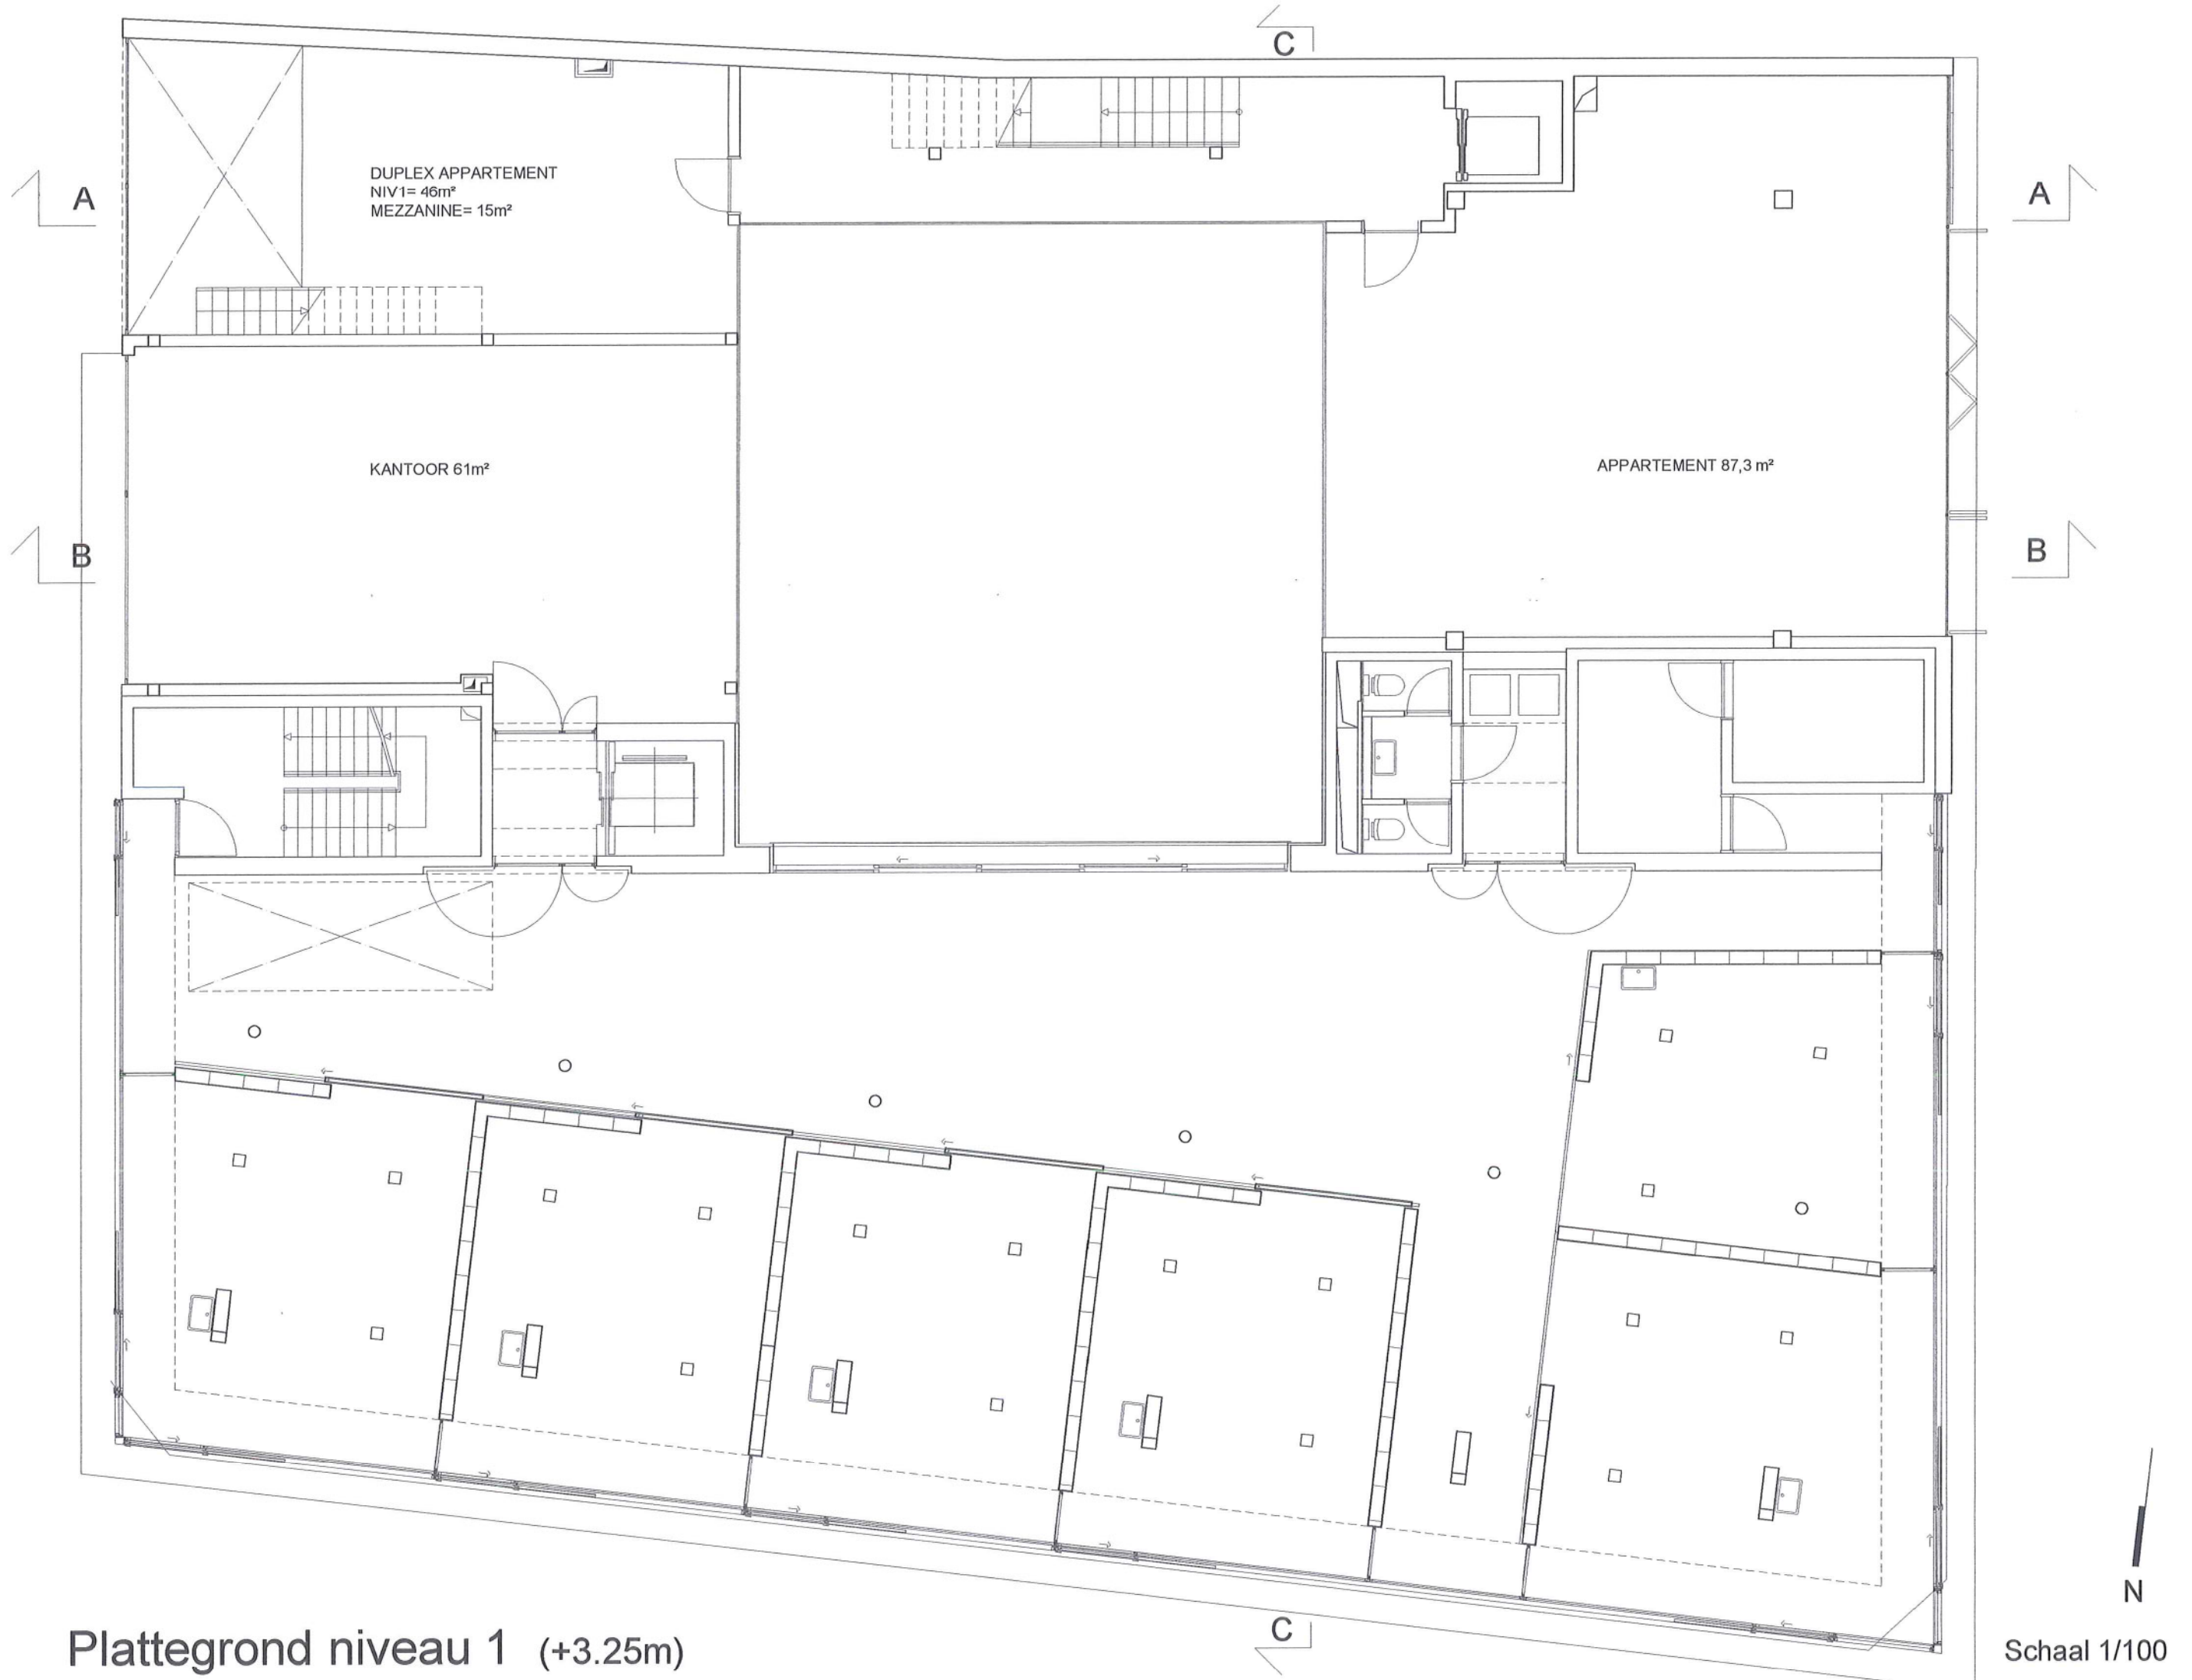 C
DUPLEX APPARTEMENT
NIV1= 46m²
MEZZANINE= 15m²
A
A
KANTOOR 61m²
APPARTEMENT 87,3 m²
B
B
N
C
Plattegrond niveau 1 (+3.25m)
Schaal 1/100